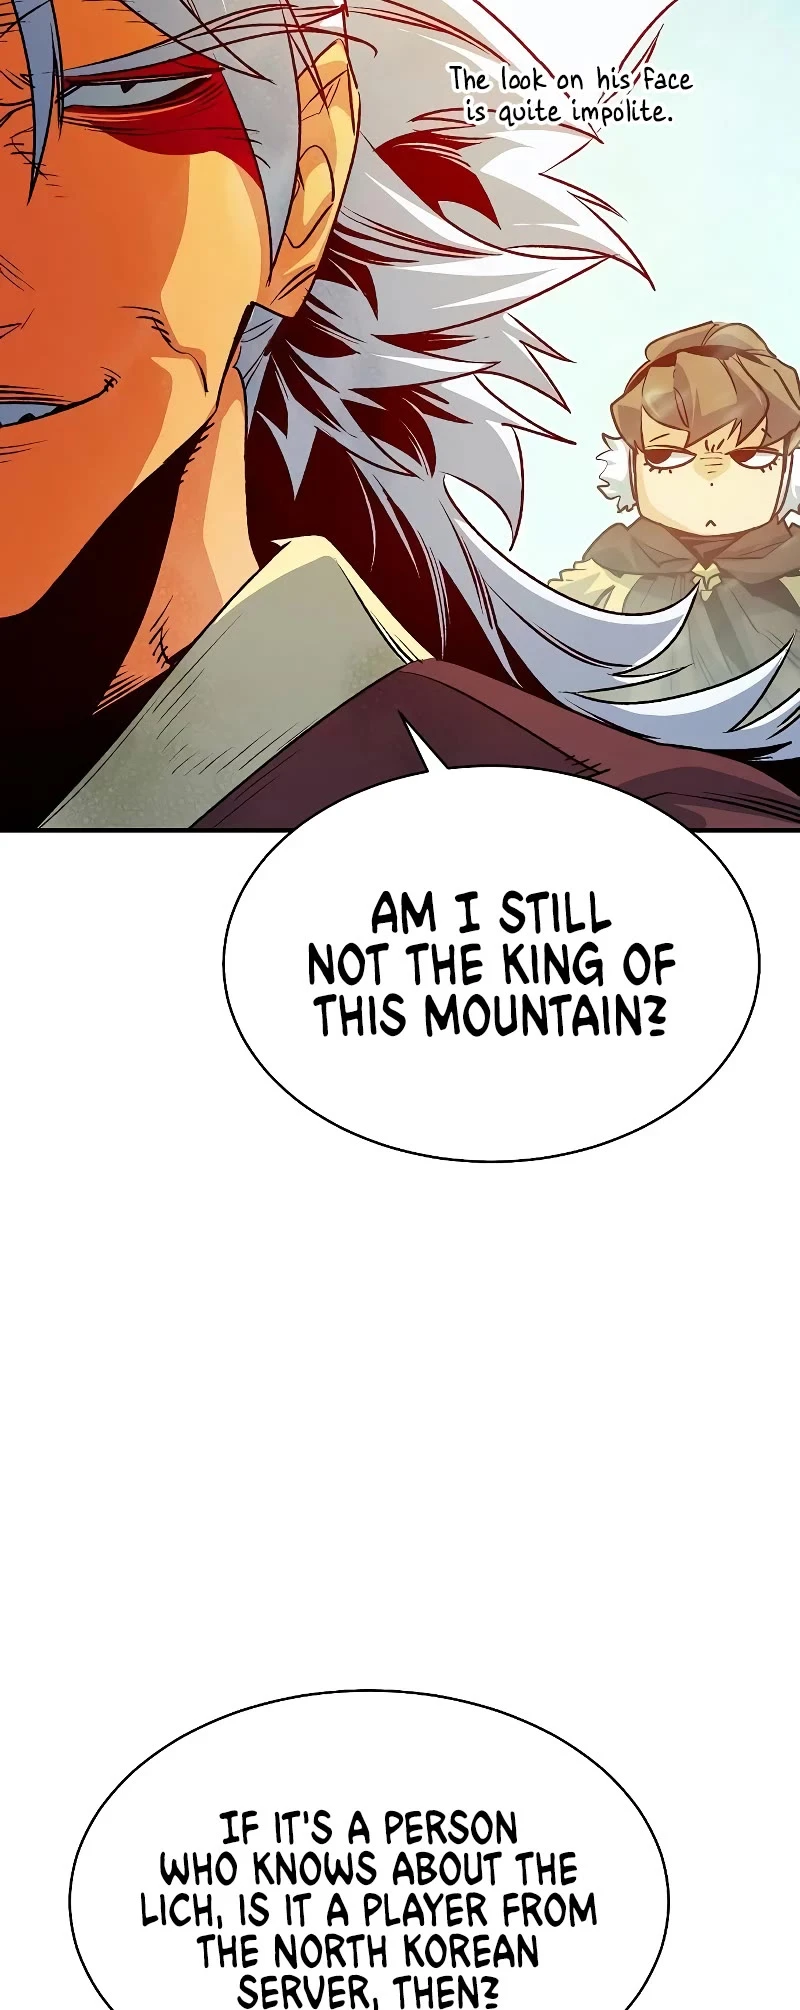 The look on his face
is quite impolite.
AM I STILL
NOT THE KING OF
THIS MOUNTAIN?
IF IT'S A PERSON
WHO KNOWS ABOUT THE
LICH, IS IT A PLAYER FROM
THE NORTH KOREAN
SERVER, THEN?